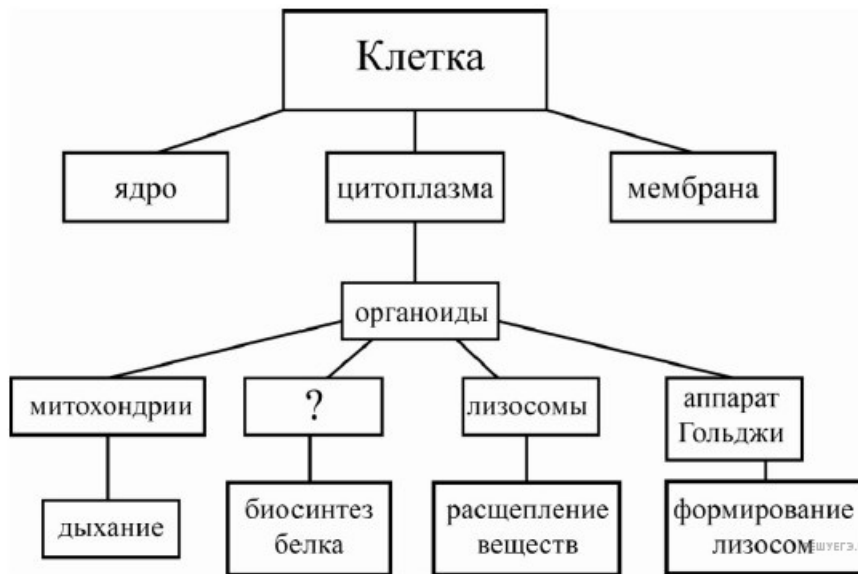 Клетка
ядро
цитоплазма
мембрана
органоиды
митохондрии
?
лизосомы
аппарат
Гольджи
дыхание
биосинтез
белка
расщепление
веществ
формирование
лизосом